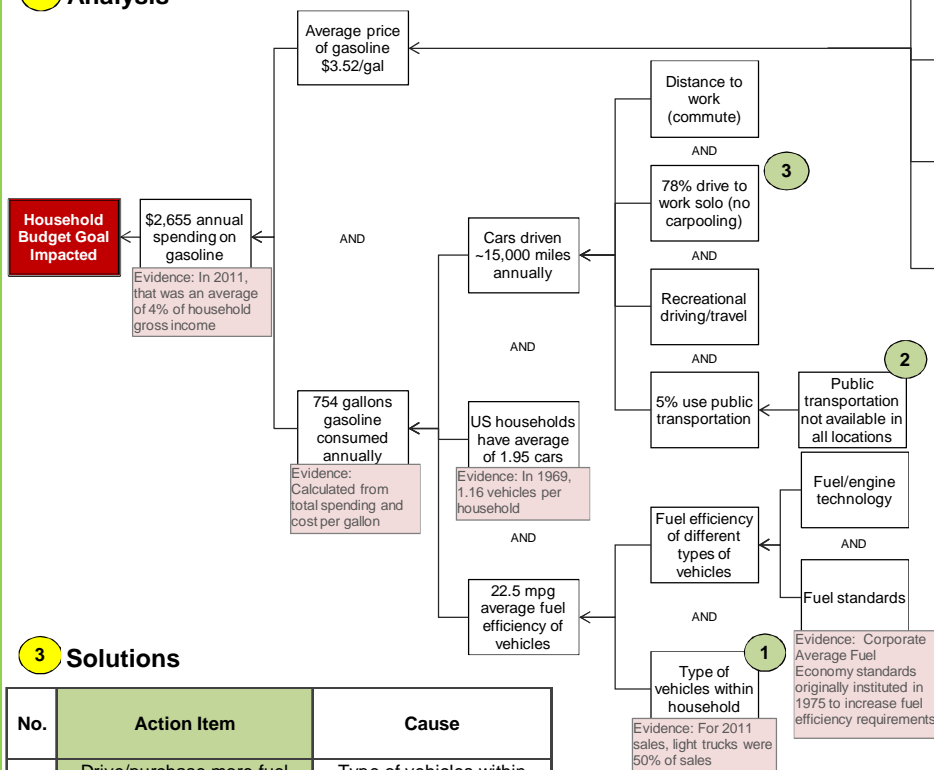 Analysis
Average price
of gasoline
$3.52/gal
Distance to
work
(commute)
AND
3
78% drive to
work solo (no
carpooling)
Household
Budget Goal
Impacted
$2,655 annual
spending on
gasoline
Evidence: In 2011,
that was an average
of 4% of household
gross income
AND
Cars driven
~15,000 miles
annually
AND
Recreational
driving/travel
AND
AND
2
5% use public
transportation
Public
transportation
not available in
all locations
754 gallons
gasoline
consumed
annually
Evidence:
Calculated from
total spending and
cost per gallon
US households
have average
of 1.95 cars
Evidence: In 1969,
1.16 vehicles per
household
AND
Fuel/engine
technology
AND
Fuel efficiency
of different
types of
vehicles
Fuel standards
Evidence: Corporate
Average Fuel
Economy standards
originally instituted in
1975 to increase fuel
efficiency requirements
22.5 mpg
average fuel
efficiency of
vehicles
AND
1
Type of
vehicles within
household
Evidence: For 2011
sales, light trucks were
50% of sales
3 Solutions
No. Action Item Cause
Drive/purchase more fuel Type of vehicles within